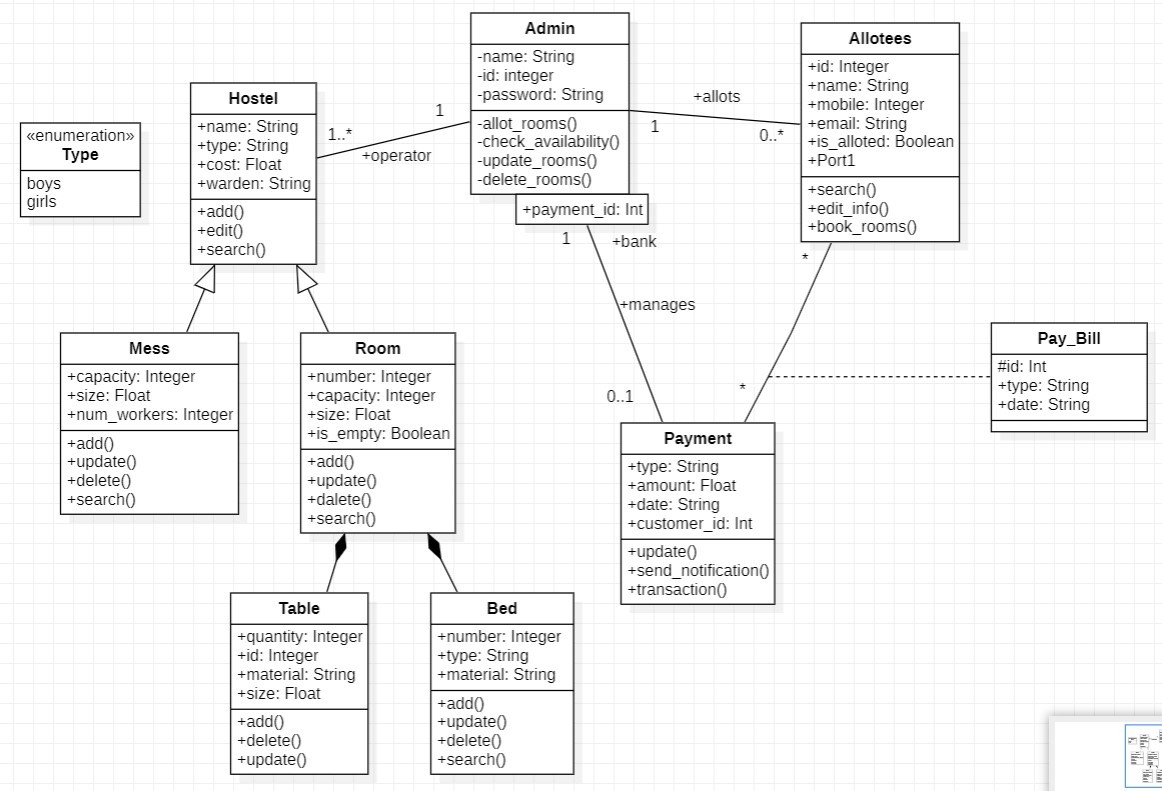 «enumeration»
Type
boys
girls
Hostel
+name: String
+type: String
+cost: Float
+warden: String
+add()
+edit()
+search()
1..*
1
+operator
Admin
-name: String
-id: integer
-password: String
-allot_rooms()
-check_availability()
-update_rooms()
-delete_rooms()
+payment_id: Int
+allots
1
0..*
Allotees
+id: Integer
+name: String
+mobile: Integer
+email: String
+is_alloted: Boolean
+Port1
+search()
+edit_info()
+book_rooms()
1
+bank
+manages
0..1
*
*
Mess
+capacity: Integer
+size: Float
+num_workers: Integer
+add()
+update()
+delete()
+search()
Room
+number: Integer
+capacity: Integer
+size: Float
+is_empty: Boolean
+add()
+update()
+dalete()
+search()
Payment
+type: String
+amount: Float
+date: String
+customer_id: Int
+update()
+send_notification()
+transaction()
Pay_Bill
#id: Int
+type: String
+date: String
Table
+quantity: Integer
+id: Integer
+material: String
+size: Float
+add()
+delete()
+update()
Bed
+number: Integer
+type: String
+material: String
+add()
+update()
+delete()
+search()